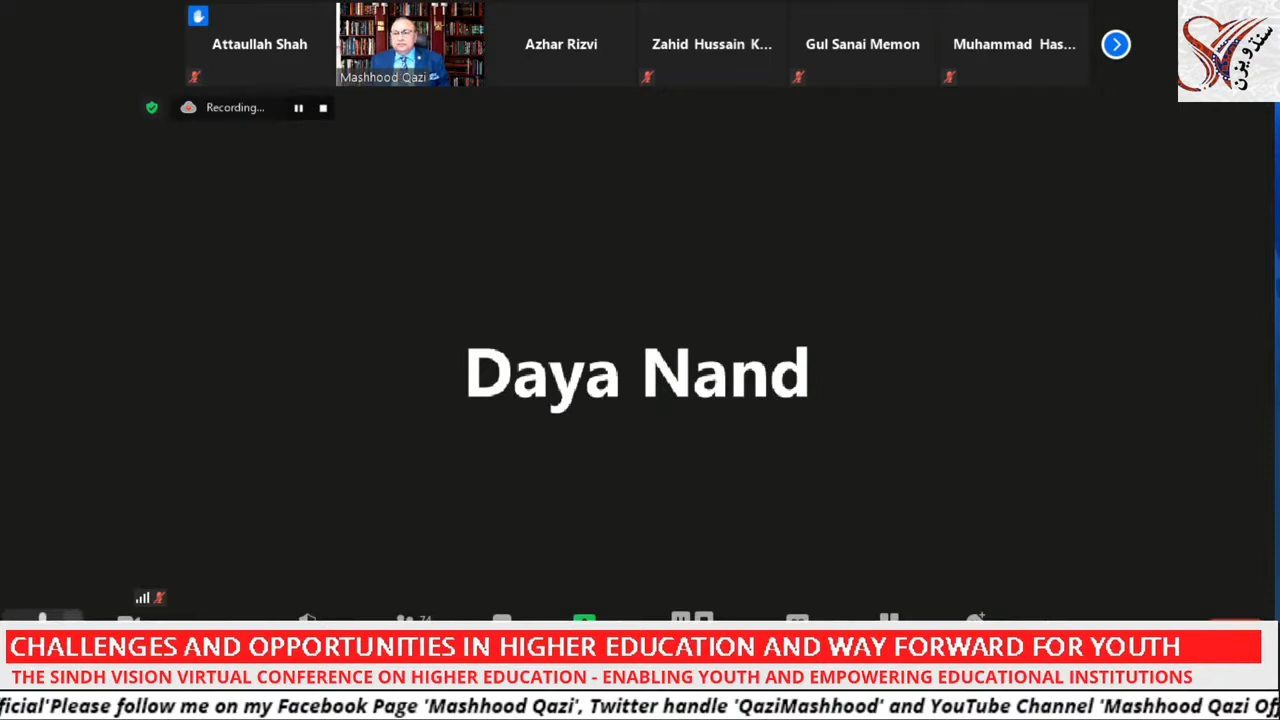 Attaullah Shah
Mashhood Qazi
Azhar Rizvi
Zahid Hussain K...
Gul Sanai Memon
Muhammad Has...
سنڌ ويزن
Recording...
Daya Nand
74
CHALLENGES AND OPPORTUNITIES IN HIGHER EDUCATION AND WAY FORWARD FOR YOUTH
THE SINDH VISION VIRTUAL CONFERENCE ON HIGHER EDUCATION - ENABLING YOUTH AND EMPOWERING EDUCATIONAL INSTITUTIONS
ficial'Please follow me on my Facebook Page 'Mashhood Qazi', Twitter handle 'QaziMashhood' and YouTube Channel 'Mashhood Qazi Of